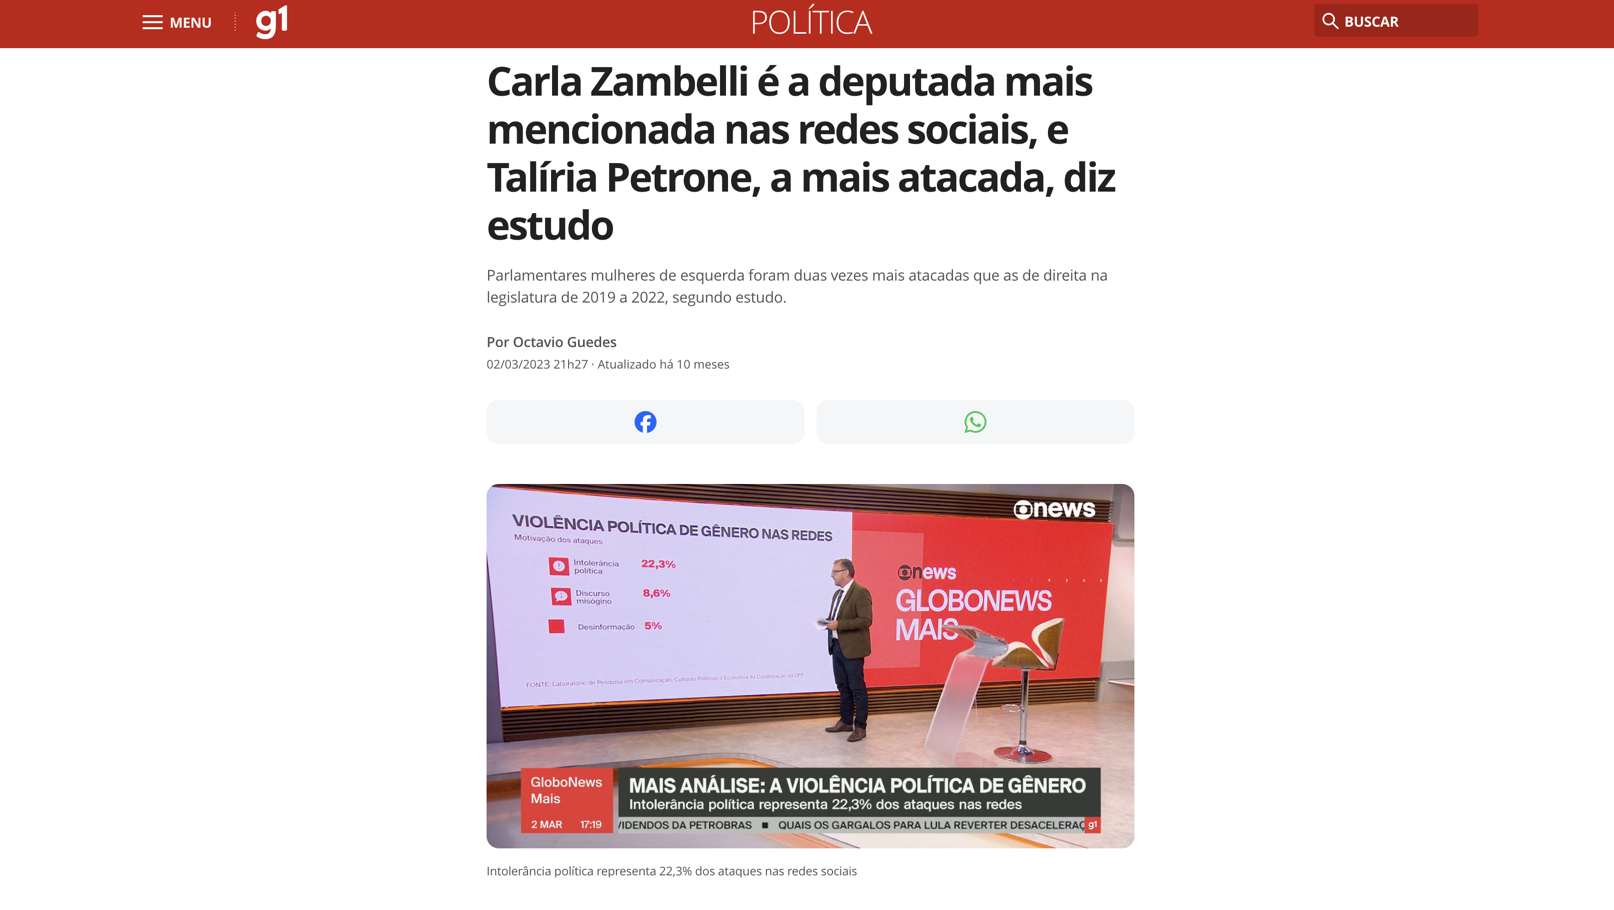 MENU
g1
POLÍTICA
BUSCAR
Carla Zambelli é a deputada mais
mencionada nas redes sociais, e
Talíria Petrone, a mais atacada, diz
estudo
Parlamentares mulheres de esquerda foram duas vezes mais atacadas que as de direita na
legislatura de 2019 a 2022, segundo estudo.
Por Octavio Guedes
02/03/2023 21h27 · Atualizado há 10 meses
news
VIOLÊNCIA POLÍTICA DE GÊNERO NAS REDES
Motivação dos ataques
Intolerância
política
22,3%
Discurso
misógino
8,6%
Desinformação 5%
FONTE: Laboratório de Pesquisa em Comunicação, Culturas Políticas e Economia da Colaboração da UFF
news
GLOBONEWS
MAIS
GloboNews
Mais
2 MAR 17:19
MAIS ANÁLISE: A VIOLÊNCIA POLÍTICA DE GÊNERO
Intolerância política representa 22,3% dos ataques nas redes
VIDENDOS DA PETROBRAS ■ QUAIS OS GARGALOS PARA LULA REVERTER DESACELERAÇ
g1
Intolerância política representa 22,3% dos ataques nas redes sociais